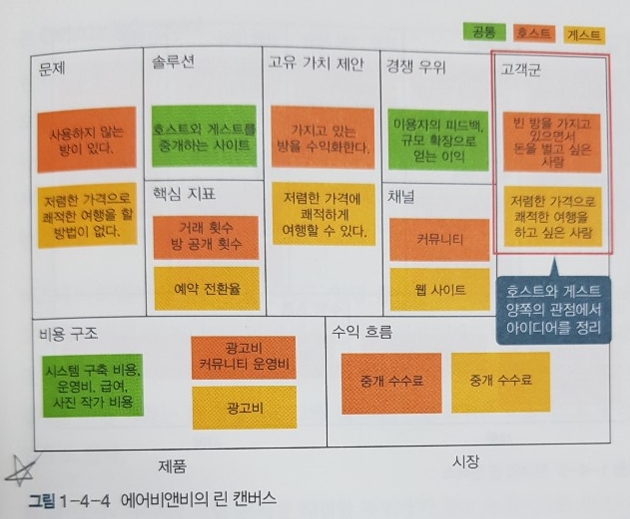 공통 호스트 게스트
문제
사용하지 않는
방이 있다.
저렴한 가격으로
쾌적한 여행을 할
방법이 없다.
솔루션
호스트와 게스트를
중개하는 사이트
핵심 지표
거래 횟수
방 공개 횟수
예약 전환율
고유 가치 제안
가지고 있는
방을 수익화한다.
저렴한 가격에
쾌적하게
여행할 수 있다.
경쟁 우위
이용자의 피드백,
규모 확장으로
얻는 이익
채널
커뮤니티
웹 사이트
고객군
빈 방을 가지고
있으면서
돈을 벌고 싶은
사람
저렴한 가격으로
쾌적한 여행을
하고 싶은 사람
호스트와 게스트
양쪽의 관점에서
아이디어를 정리
비용 구조
시스템 구축 비용,
운영비, 급여,
사진 작가 비용
광고비
커뮤니티 운영비
광고비
수익 흐름
중개 수수료
중개 수수료
제품
시장
그림 1-4-4 에어비앤비의 린 캔버스